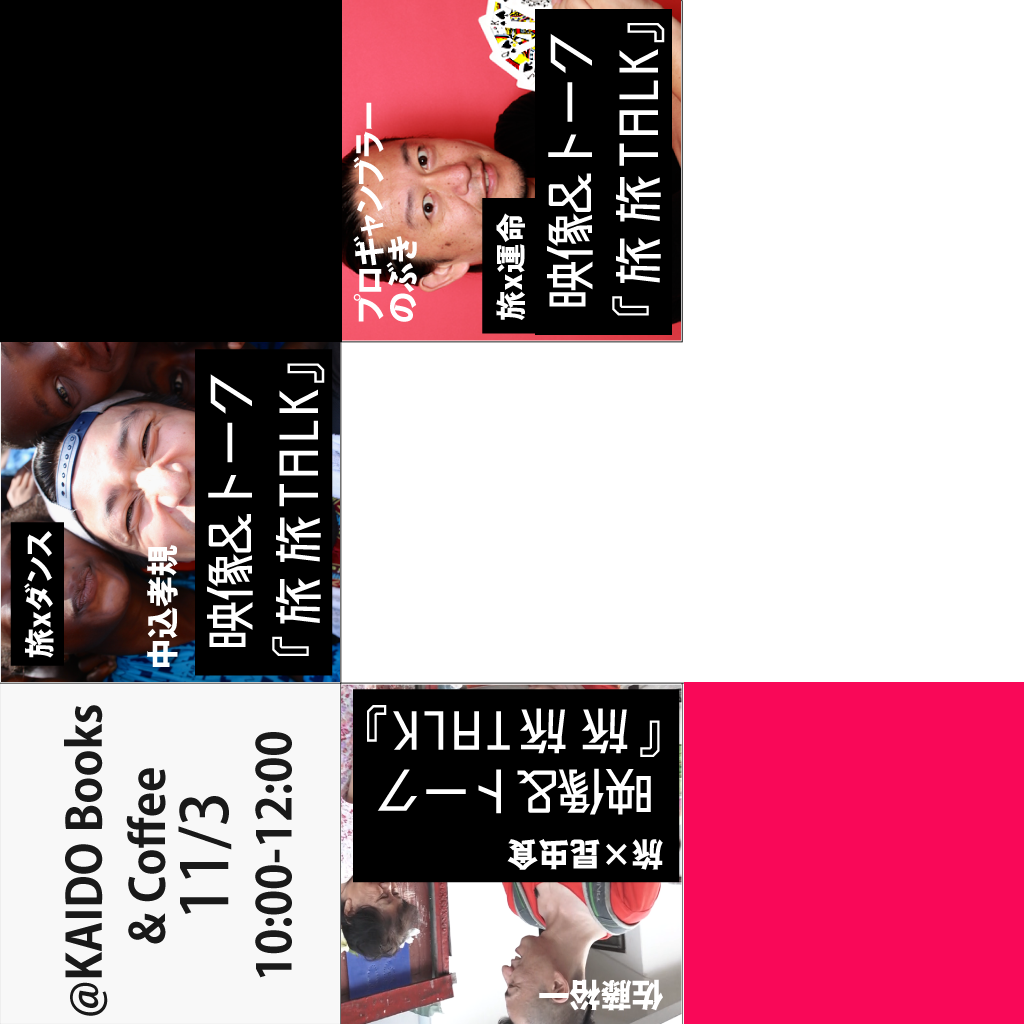 プロギャンブラー
のぶき
旅x運命
映像&トーク
『旅 旅 TALK』
旅xダンス
中込孝規
映像&トーク
『旅 旅 TALK』
@KAIDO Books
& Coffee
11/3
10:00-12:00
『旅 旅 TALK』
映像&トーク
旅×昆虫食
佐藤裕一